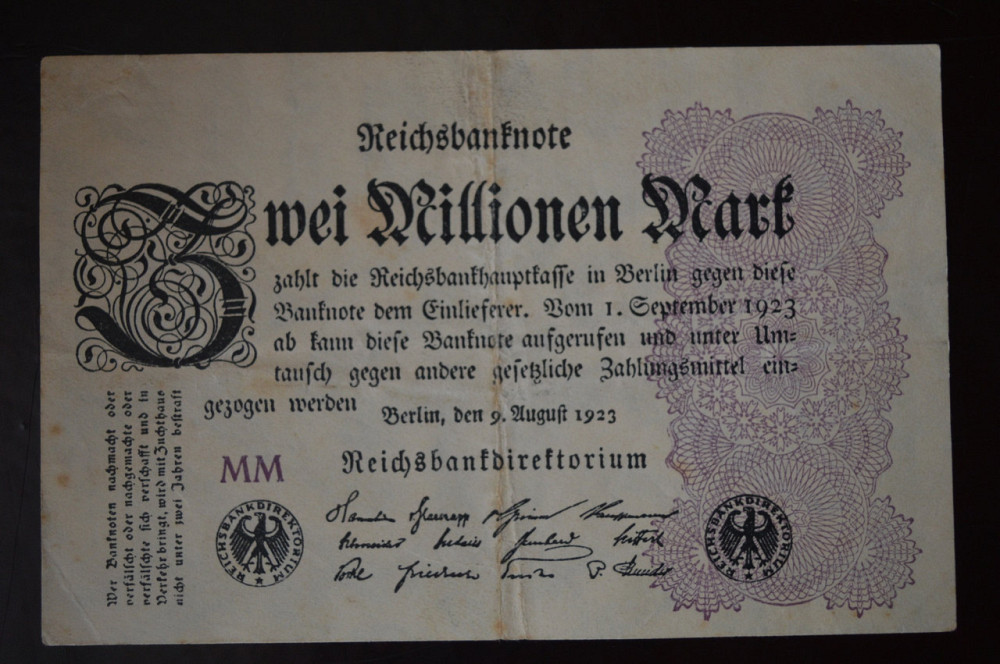 Reichsbanknote
Zwei Millionen Mark
zahlt die Reichsbankhauptkasse in Berlin gegen diese
Banknote dem Einlieferer. Vom 1. September 1923
ab kann diese Banknote aufgerufen und unter Um=
tausch gegen andere gesetzliche Zahlungsmittel ein=
gezogen werden
Berlin, den 9. August 1923
MM
Reichsbankdirektorium
REICHSBANKDIREKTORIUM
REICHSBANKDIREKTORIUM
Wer Banknoten nachmacht oder
verfälscht oder nachgemachte oder
verfälschte sich verschafft und in
Verkehr bringt, wird mit Zuchthaus
nicht unter zwei Jahren bestraft